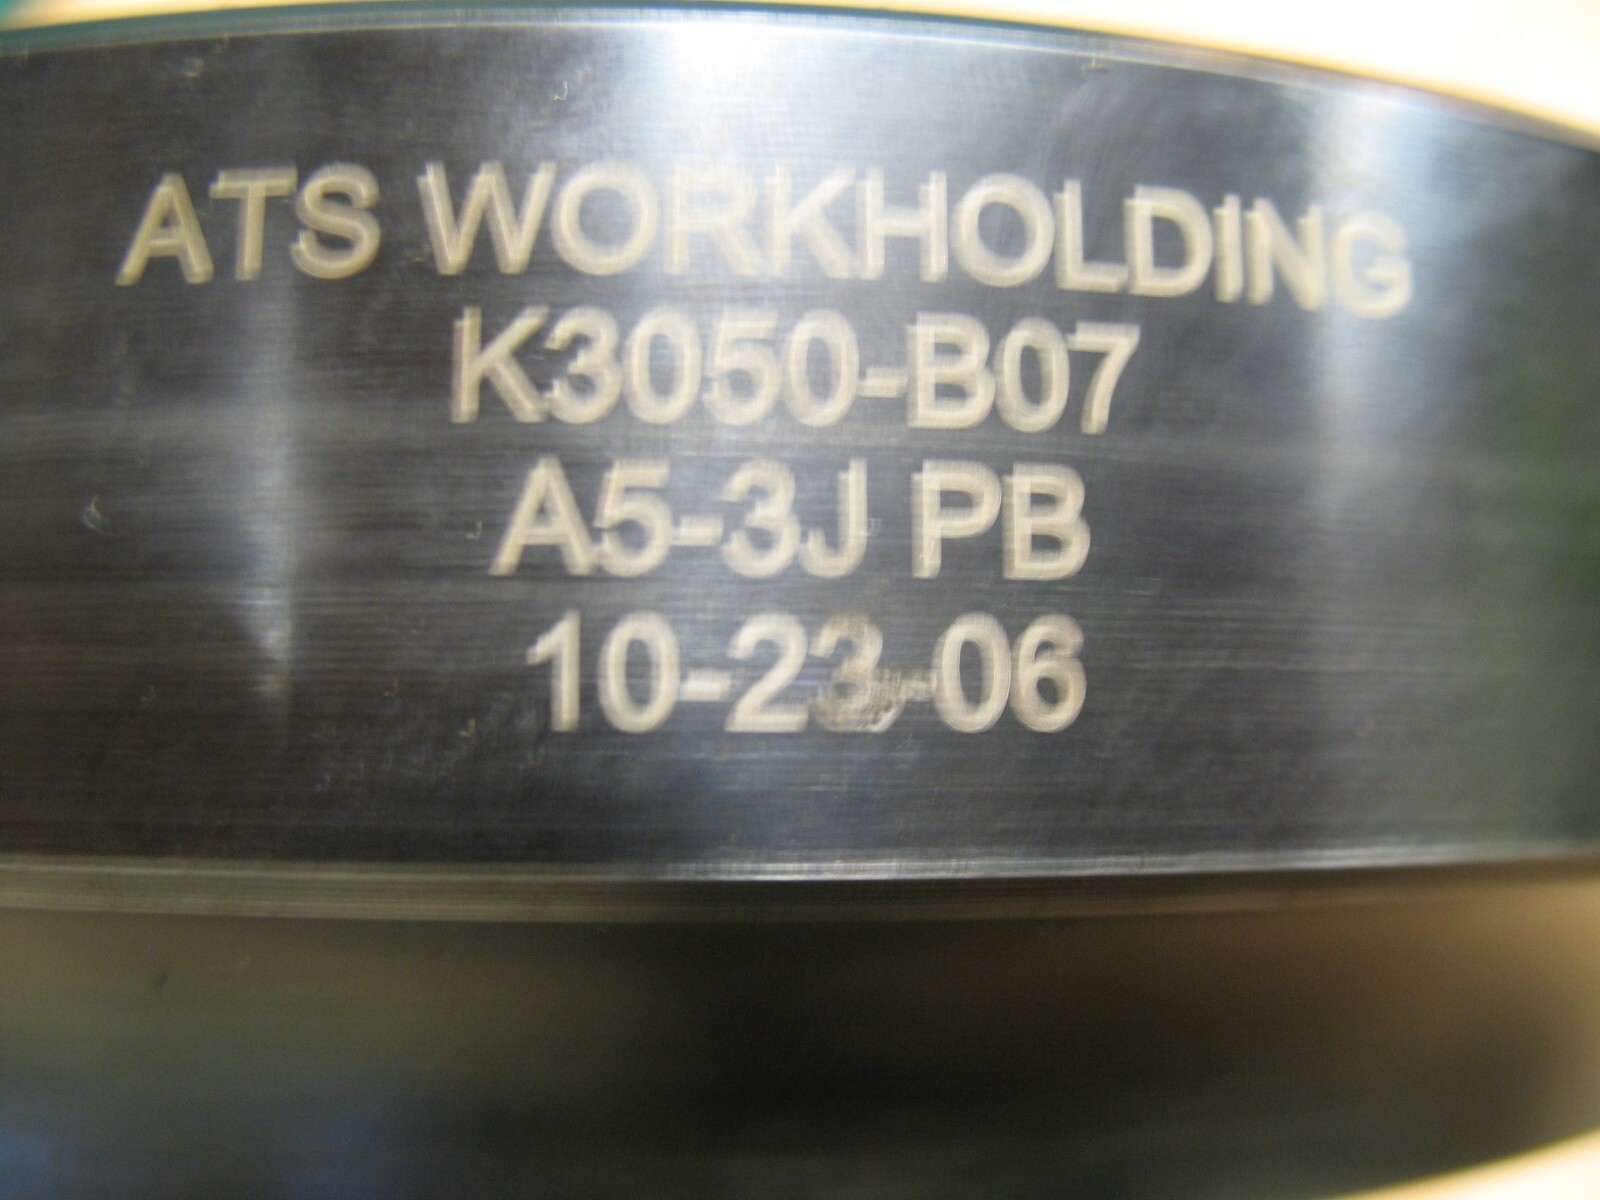 ATS WORKHOLDING
K3050-B07
A5-3J PB
10-23-06